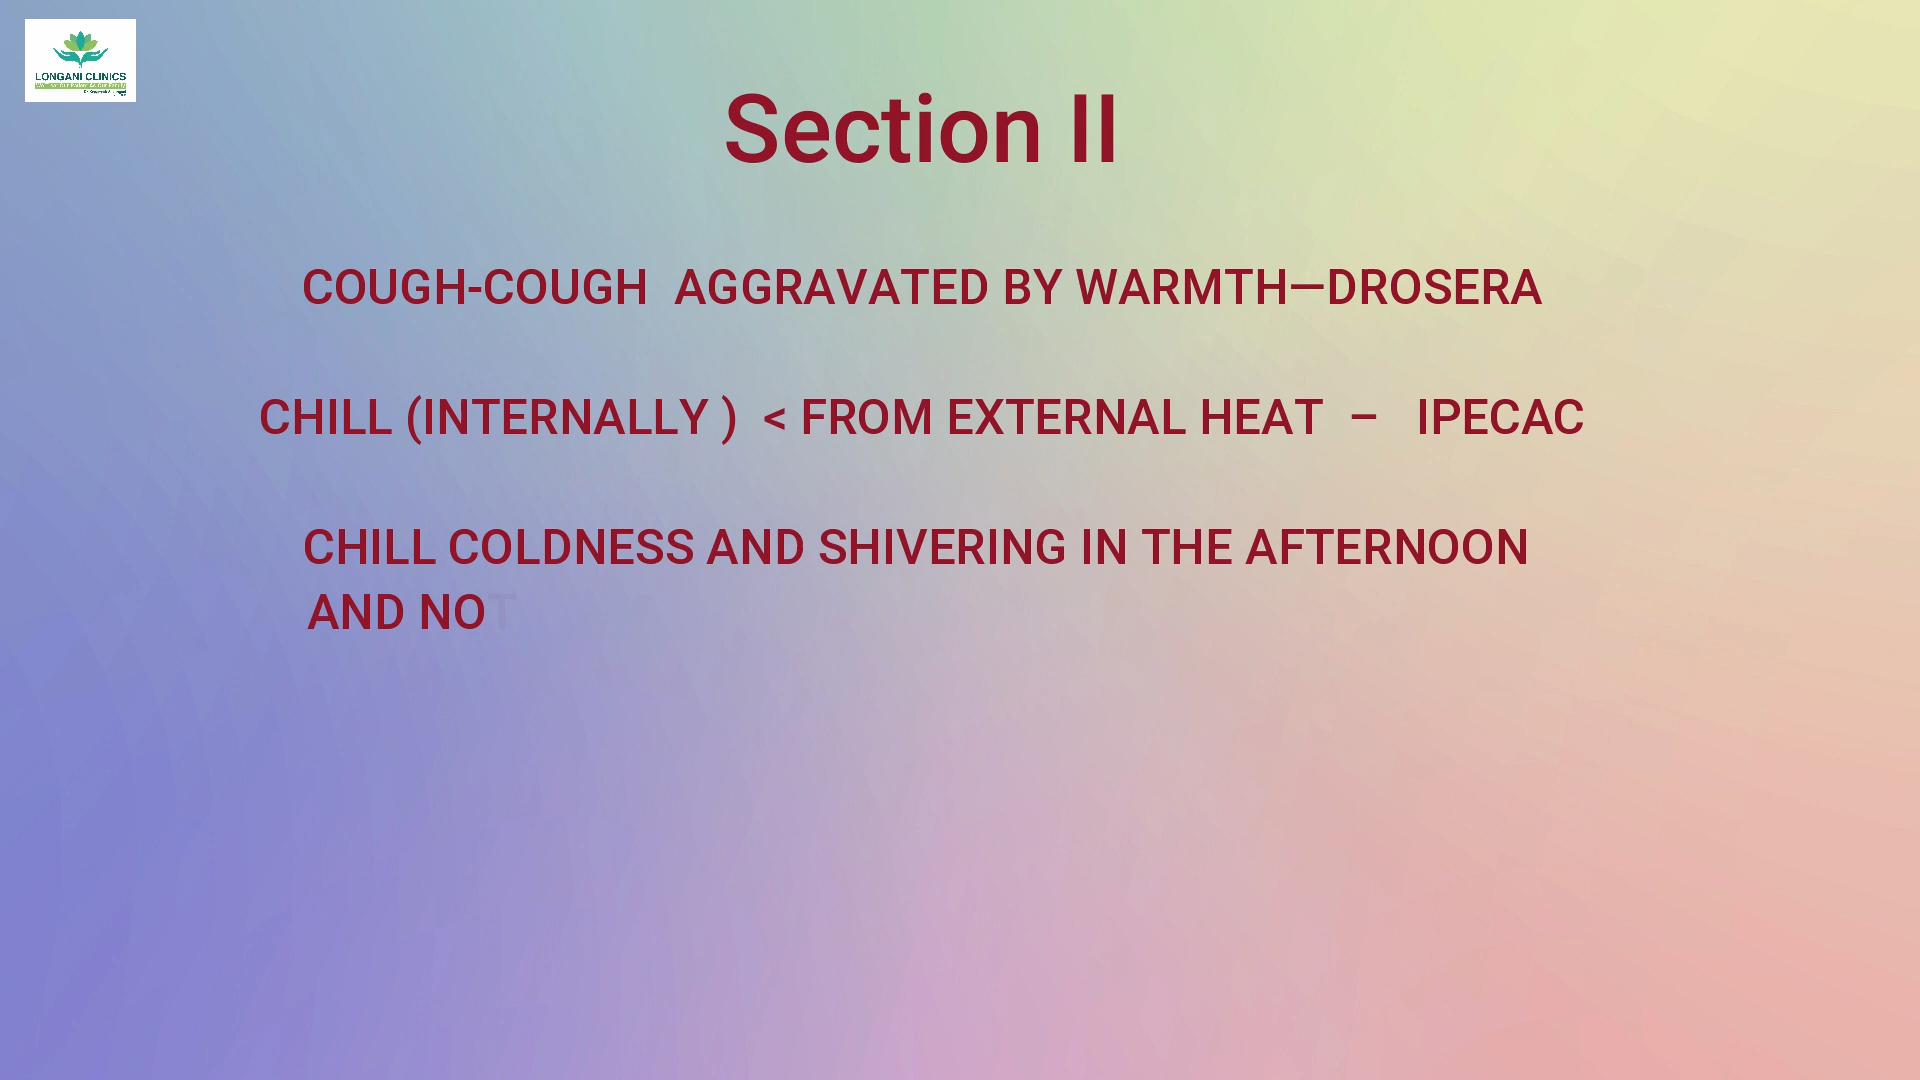 LONGANI CLINICS
Section II
COUGH-COUGH  AGGRAVATED BY WARMTH—DROSERA
CHILL (INTERNALLY )  < FROM EXTERNAL HEAT  –   IPECAC
CHILL COLDNESS AND SHIVERING IN THE AFTERNOON
AND NOT